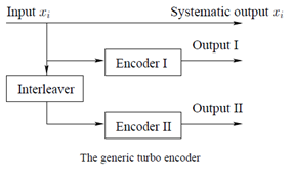 Input xᵢ Systematic output xᵢ
Output I
Encoder I
Interleaver
Output II
Encoder II
The generic turbo encoder